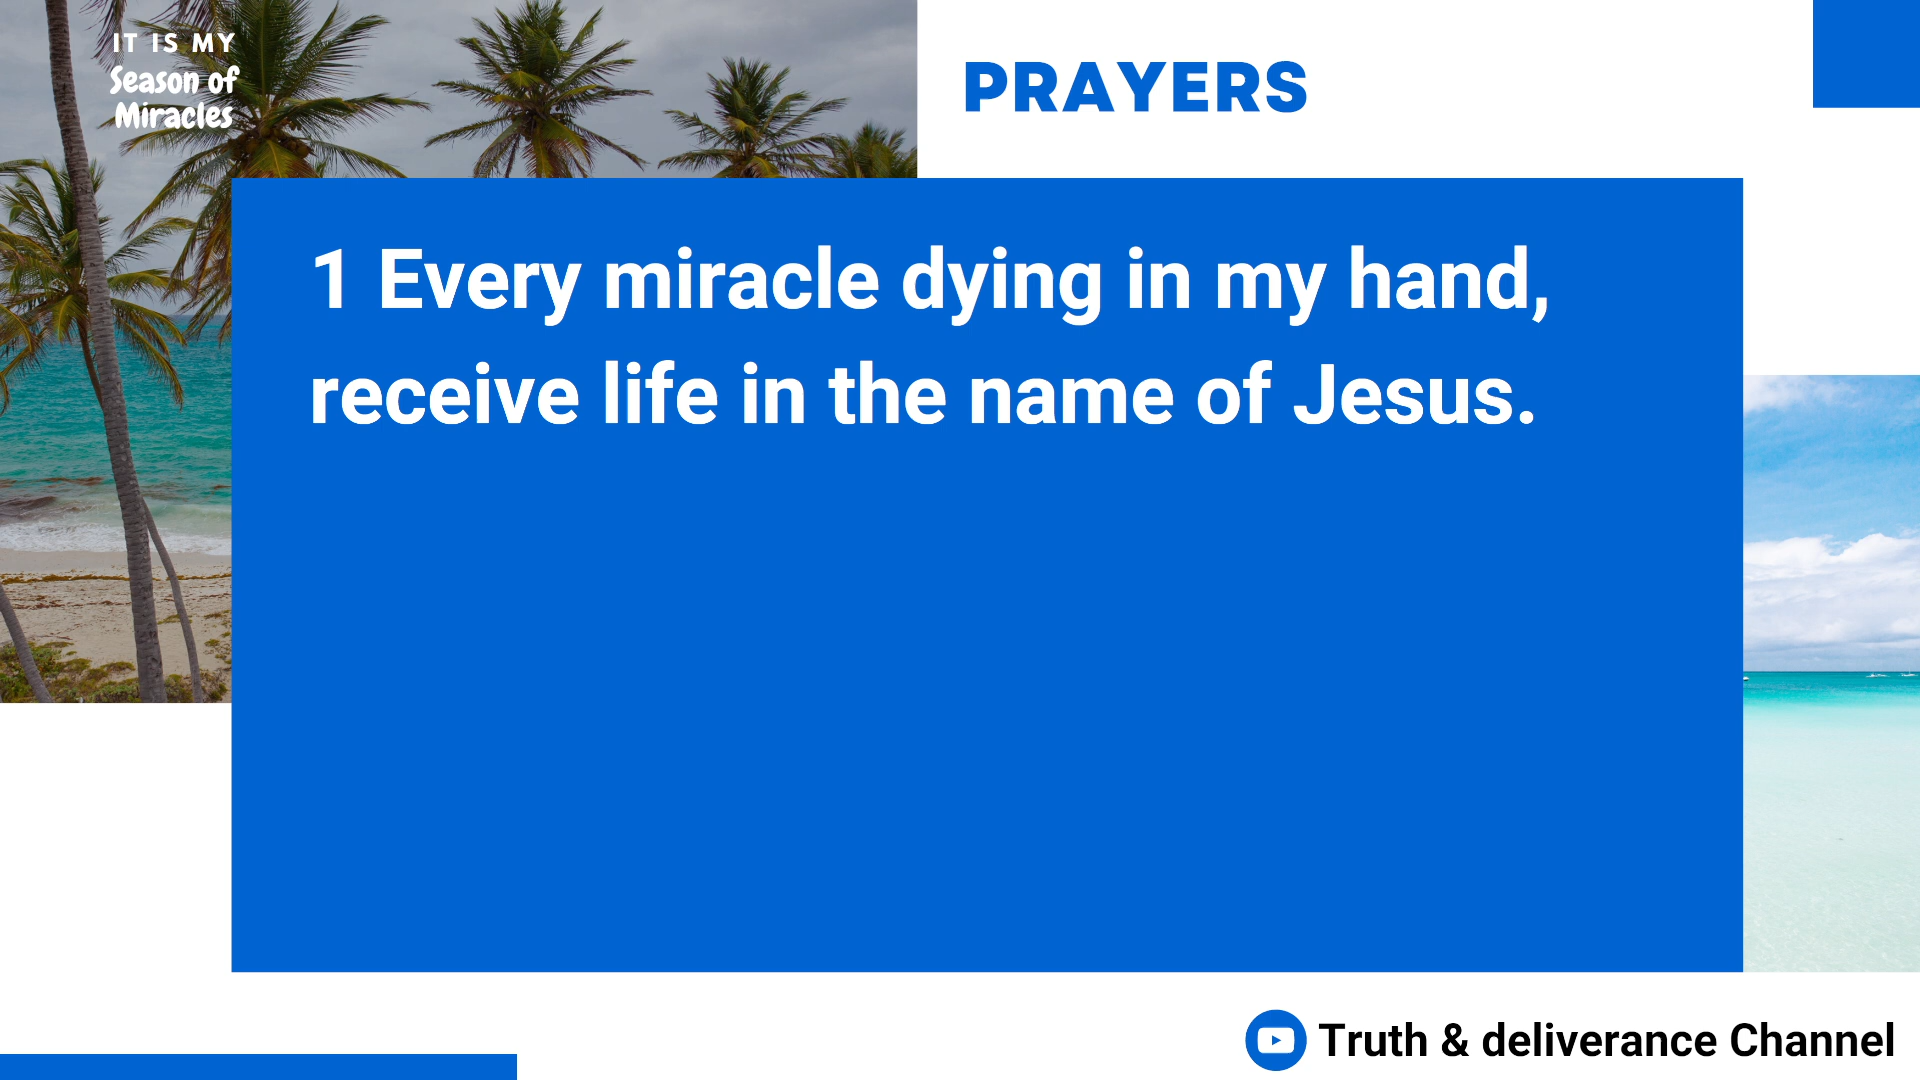 IT IS MY
Season of
Miracles
PRAYERS
1 Every miracle dying in my hand,
receive life in the name of Jesus.
Truth & deliverance Channel